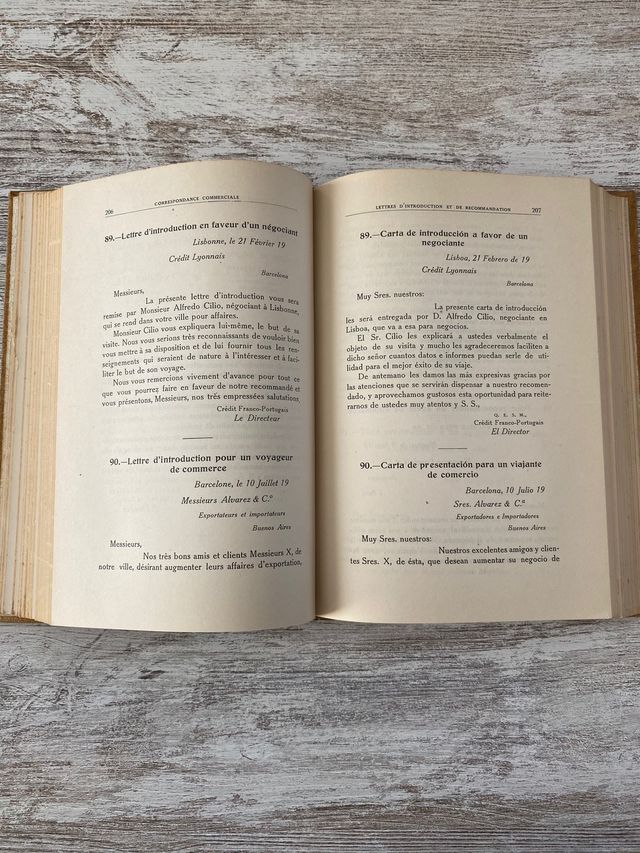 206
CORRESPONDANCE COMMERCIALE
89.—Lettre d'introduction en faveur d'un négociant
Lisbonne, le 21 Février 19
Crédit Lyonnais
Barcelona
Messieurs,
La présente lettre d'introduction vous sera
remise par Monsieur Alfredo Cilio, négociant à Lisbonne,
qui se rend dans votre ville pour affaires.
Monsieur Cilio vous expliquera lui-même, le but de sa
visite. Nous vous serions très reconnaissants de vouloir bien
vous mettre à sa disposition et de lui fournir tous les ren-
seignements qui seraient de nature à l'intéresser et à faci-
liter le but de son voyage.
Nous vous remercions vivement d'avance pour tout ce
que vous pourrez faire en faveur de notre recommandé et
vous présentons, Messieurs, nos très empressées salutations,
Crédit Franco-Portugais
Le Directeur
90.—Lettre d'introduction pour un voyageur
de commerce
Barcelone, le 10 Juillet 19
Messieurs Alvarez & C.º
Exportateurs et importateurs
Buenos Aires
Messieurs,
Nos très bons amis et clients Messieurs X, de
notre ville, désirant augmenter leurs affaires d'exportation,
LETTRES D'INTRODUCTION ET DE RECOMMANDATION
207
89.—Carta de introducción a favor de un
negociante
Lisboa, 21 Febrero de 19
Crédit Lyonnais
Barcelona
Muy Sres. nuestros:
La presente carta de introducción
les será entregada por D. Alfredo Cilio, negociante en
Lisboa, que va a esa para negocios.
El Sr. Cilio les explicará a ustedes verbalmente el
objeto de su visita y mucho les agradeceremos faciliten a
dicho señor cuantos datos e informes puedan serle de uti-
lidad para el mejor éxito de su viaje.
De antemano les damos las más expresivas gracias por
las atenciones que se servirán dispensar a nuestro recomen-
dado, y aprovechamos gustosos esta oportunidad para reite-
rarnos de ustedes muy atentos y S. S.,
Q. E. S. M.,
Crédit Franco-Portugais
El Director
90.—Carta de presentación para un viajante
de comercio
Barcelona, 10 Julio 19
Sres. Alvarez & C.ª
Exportadores e Importadores
Buenos Aires
Muy Sres. nuestros:
Nuestros excelentes amigos y clien-
tes Sres. X, de ésta, que desean aumentar su negocio de